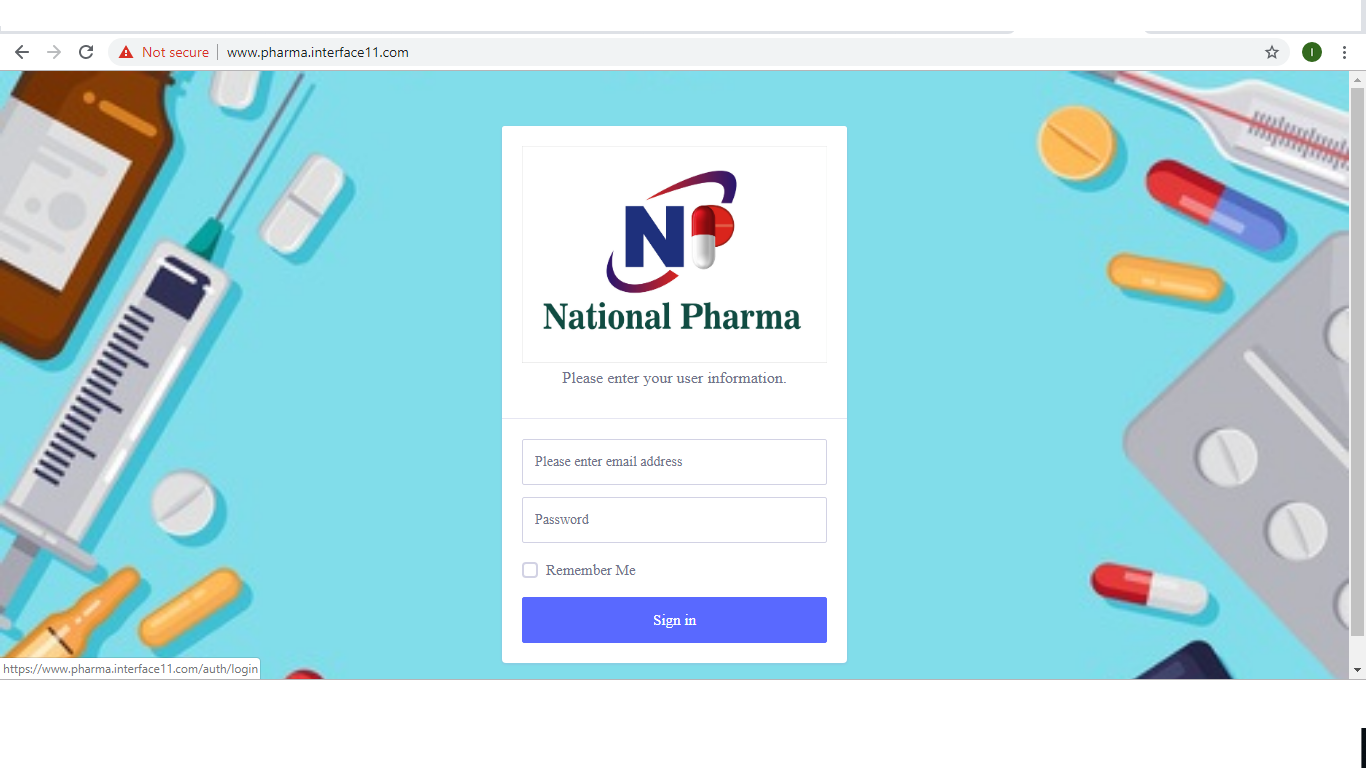 Not secure | www.pharma.interface11.com
I
NP
National Pharma
Please enter your user information.
Please enter email address
Password
Remember Me
Sign in
https://www.pharma.interface11.com/auth/login